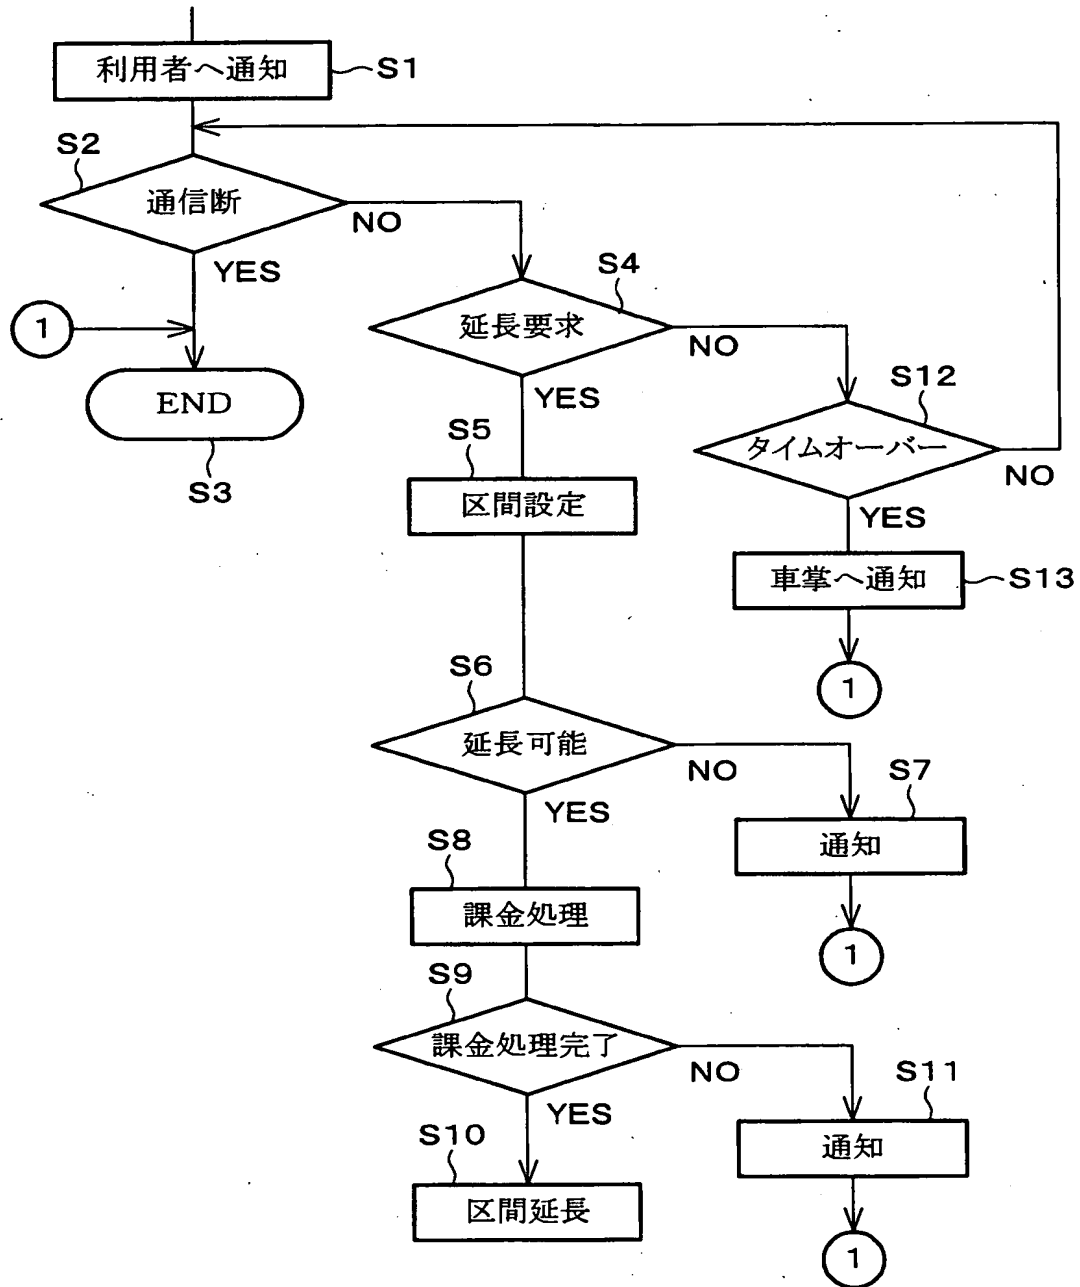 利用者へ通知
S1
S2
通信断
NO
YES
1
END
S3
S4
延長要求
NO
YES
S12
タイムオーバー
NO
YES
S5
区間設定
車掌へ通知
S13
1
S6
延長可能
NO
YES
S7
通知
1
S8
課金処理
S9
課金処理完了
NO
YES
S11
通知
1
S10
区間延長